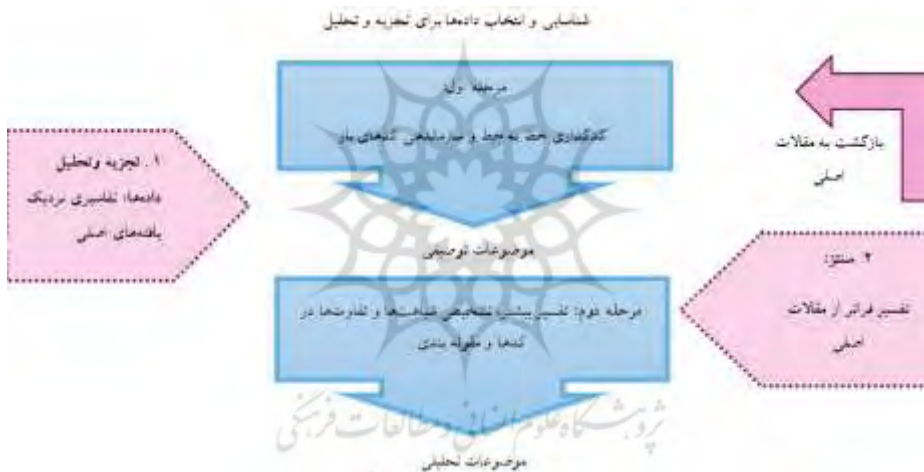 شناسایی و انتخاب داده‌ها برای تجزیه و تحلیل
مرحله اول:
کدگذاری خط به خط و سازماندهی کدهای باز
بازگشت به مقالات
اصلی
۱. تجزیه وتحلیل
داده‌ها: تفاسیری نزدیک
یافته‌های اصلی
موضوعات توصیفی
۲. سنتز:
تفسیر فراتر از مقالات
اصلی
مرحله دوم: تفسیر بیشتر، تشخیص شباهت‌ها و تفاوت‌ها در
کدها و مقوله بندی
پژوهشگاه علوم انسانی و مطالعات فرهنگی
موضوعات تحلیلی